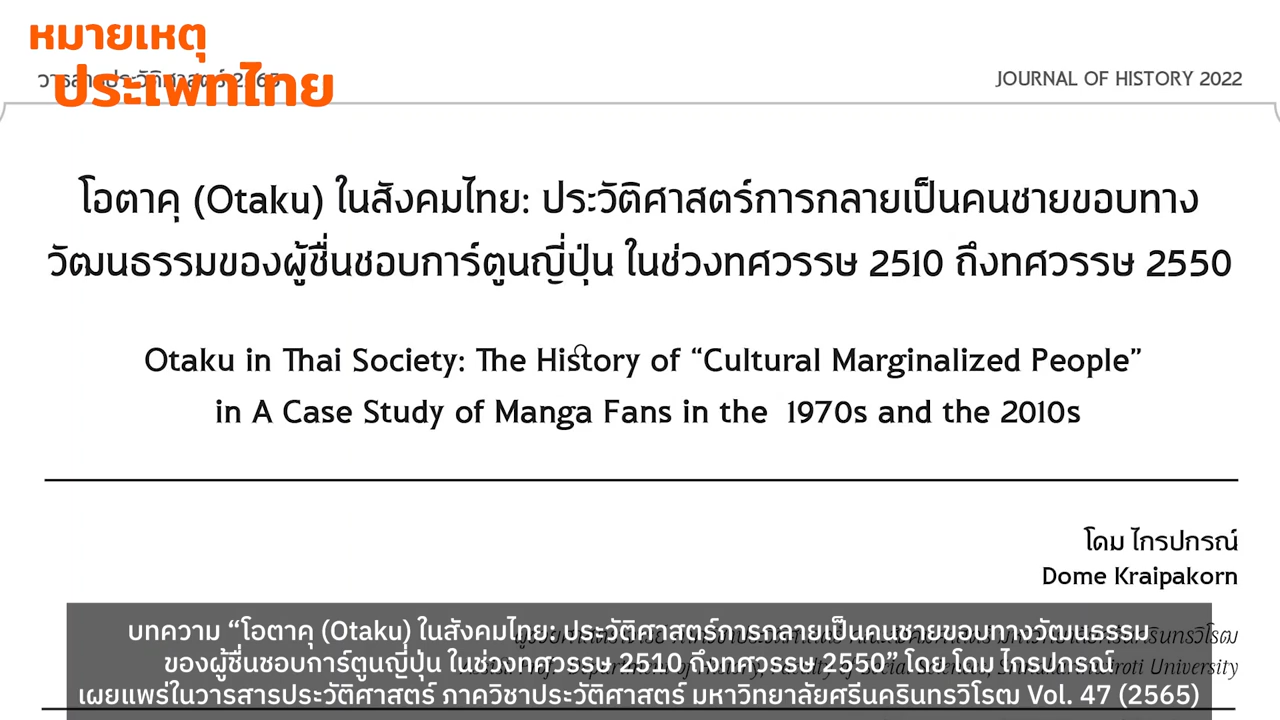 หมายเหตุ
ประเพทไทย
JOURNAL OF HISTORY 2022
โอตาคุ (Otaku) ในสังคมไทย: ประวัติศาสตร์การกลายเป็นคนชายขอบทาง
วัฒนธรรมของผู้ชื่นชอบการ์ตูนญี่ปุ่น ในช่วงทศวรรษ 2510 ถึงทศวรรษ 2550
Otaku in Thai Society: The History of “Cultural Marginalized People”
in A Case Study of Manga Fans in the 1970s and the 2010s
โดม ไกรปกรณ์
Dome Kraipakorn
บทความ “โอตาคุ (Otaku) ในสังคมไทย: ประวัติศาสตร์การกลายเป็นคนชายขอบทางวัฒนธรรม
ของผู้ชื่นชอบการ์ตูนญี่ปุ่น ในช่วงทศวรรษ 2510 ถึงทศวรรษ 2550” โดย โดม ไกรปกรณ์
เผยแพร่ในวารสารประวัติศาสตร์ ภาควิชาประวัติศาสตร์ มหาวิทยาลัยศรีนครินทรวิโรฒ Vol. 47 (2565)